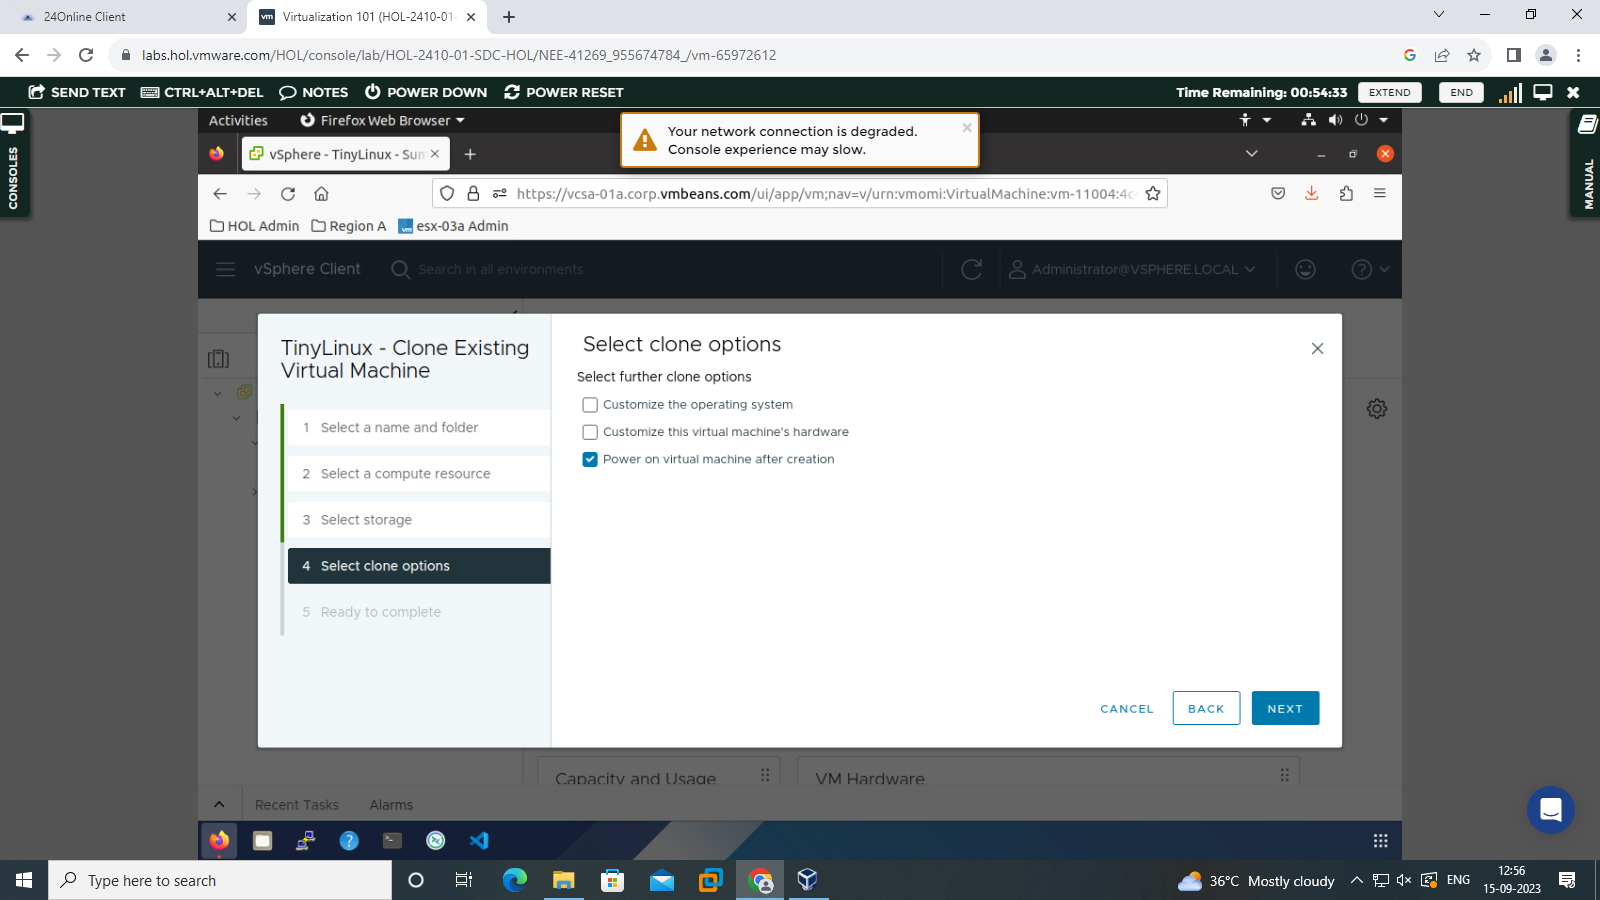 24Online Client
Virtualization 101 (HOL-2410-01-
labs.hol.vmware.com/HOL/console/lab/HOL-2410-01-SDC-HOL/NEE-41269_955674784_/vm-65972612
SEND TEXT
CTRL+ALT+DEL
NOTES
POWER DOWN
POWER RESET
Time Remaining: 00:54:33
EXTEND
END
CONSOLES
MANUAL
Activities
Firefox Web Browser
Your network connection is degraded.
Console experience may slow.
vSphere - TinyLinux - Sum
https://vcsa-01a.corp.vmbeans.com/ui/app/vm;nav=v/urn:vmomi:VirtualMachine:vm-11004:4c
HOL Admin
Region A
vm
esx-03a Admin
vSphere Client
Search in all environments
Administrator@VSPHERE.LOCAL
TinyLinux - Clone Existing
Virtual Machine
1 Select a name and folder
2 Select a compute resource
3 Select storage
4 Select clone options
5 Ready to complete
Select clone options
Select further clone options
Customize the operating system
Customize this virtual machine's hardware
Power on virtual machine after creation
CANCEL
BACK
NEXT
Capacity and Usage
VM Hardware
Recent Tasks
Alarms
Type here to search
36°C Mostly cloudy
ENG
12:56
15-09-2023